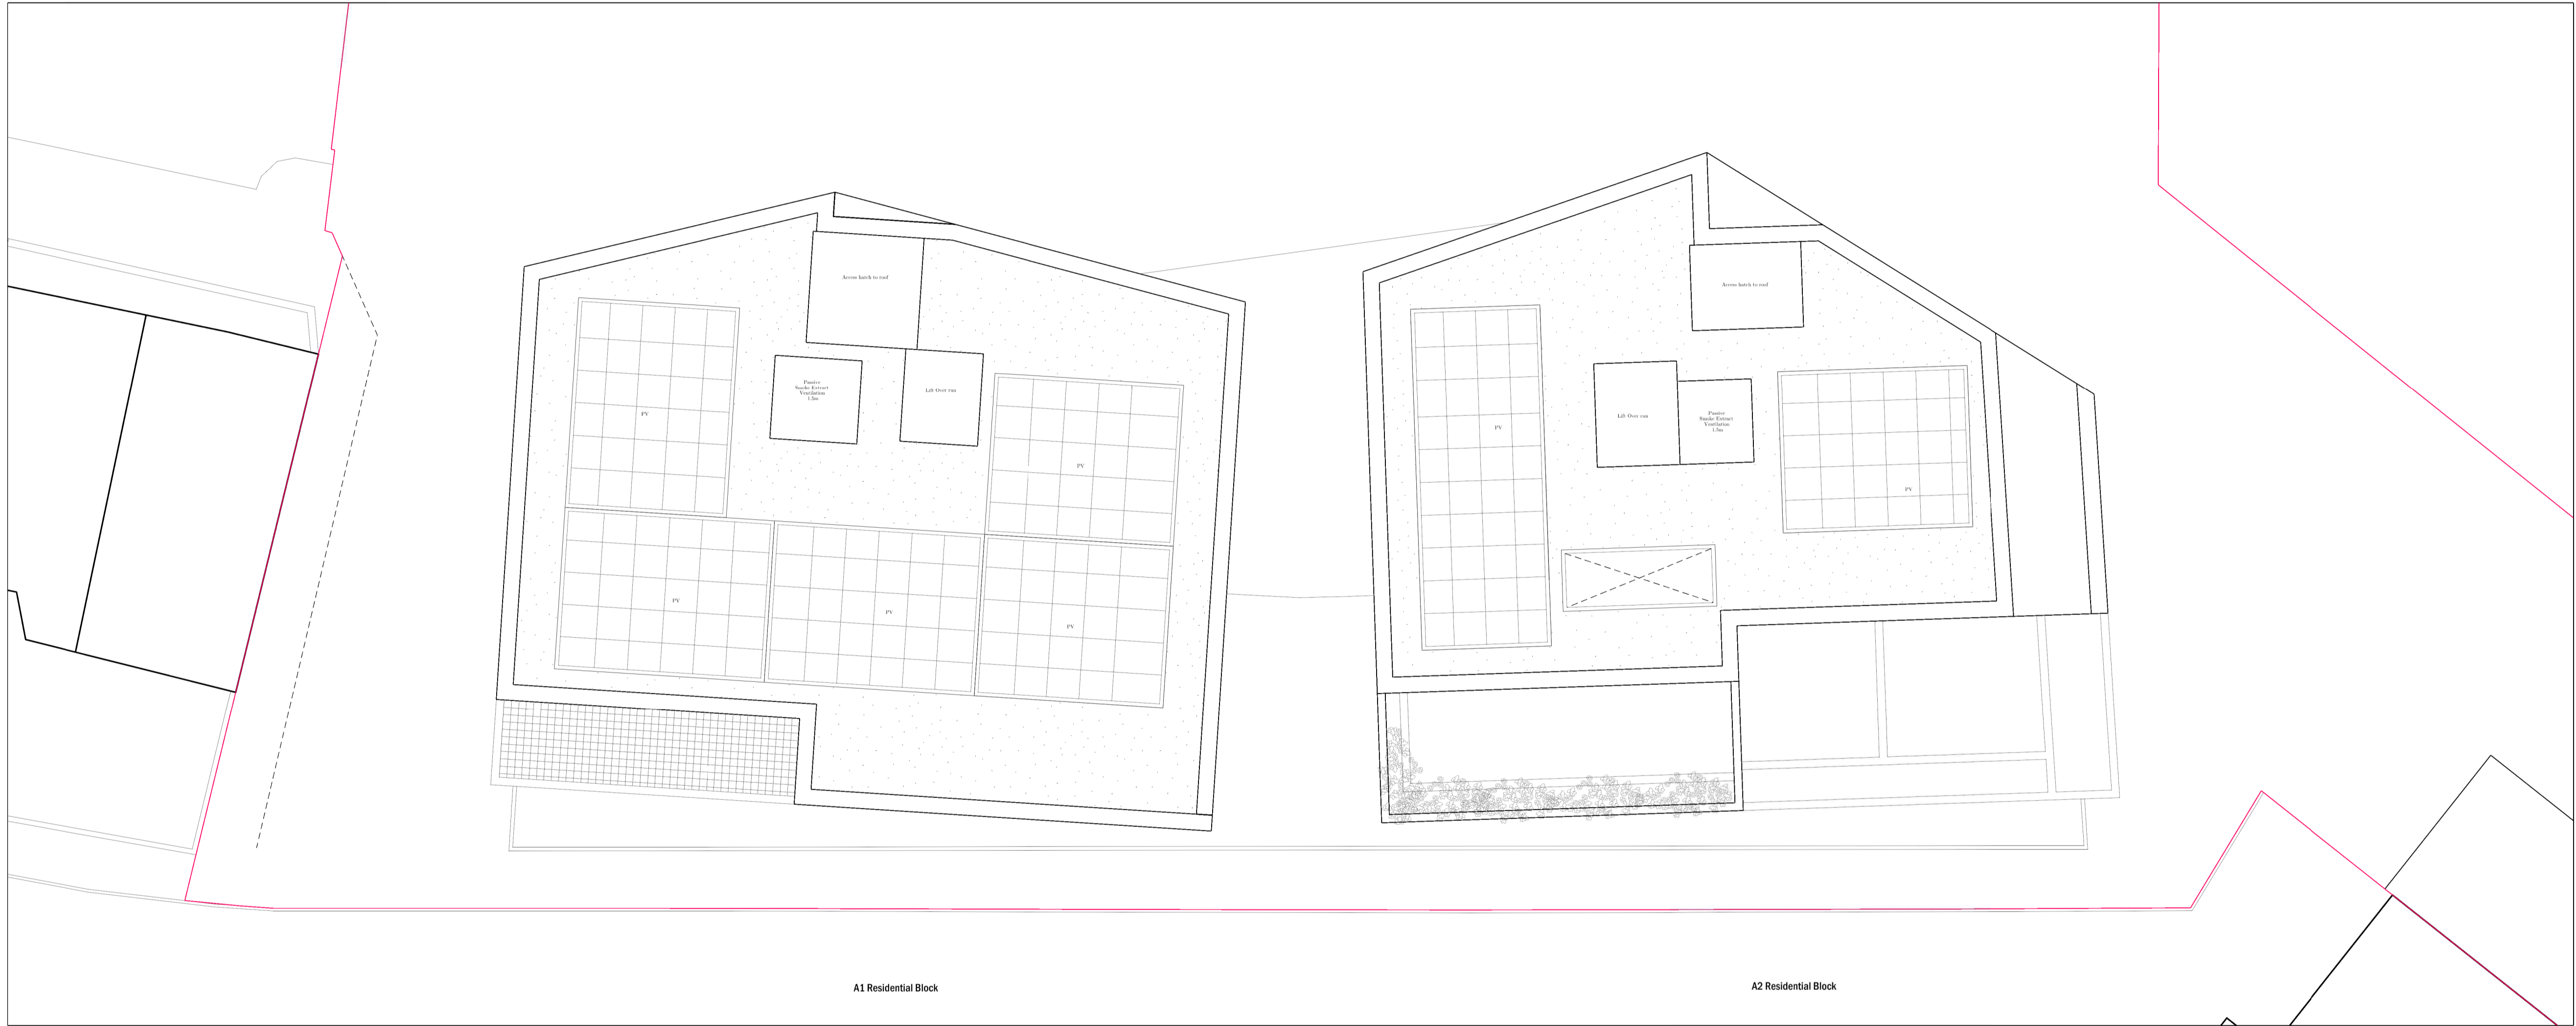 Access hatch to roof
Passive
Smoke Extract
Ventilation
1.5m
Lift Over run
PV
PV
PV
PV
PV
Access hatch to roof
Lift Over run
Passive
Smoke Extract
Ventilation
1.5m
PV
PV
A1 Residential Block
A2 Residential Block